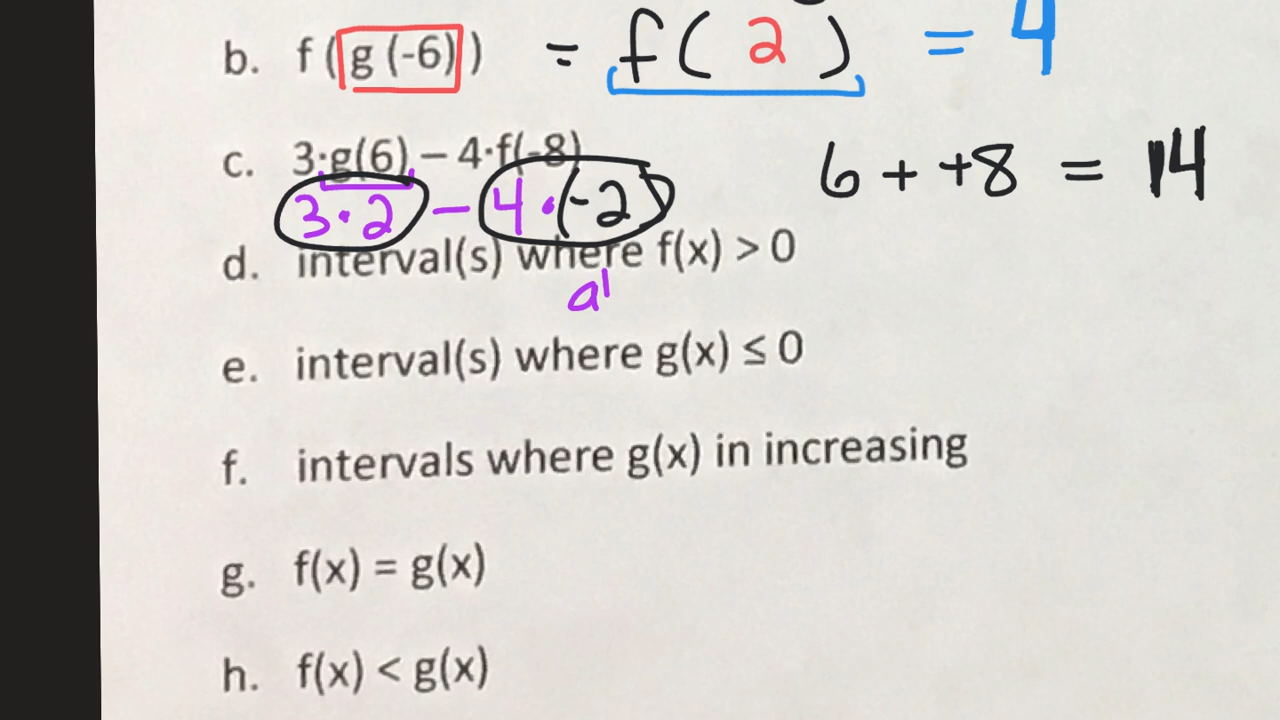 b. f (g (-6)) = f( 2 ) = 4
c. 3·g(6) – 4·f(-8)
6 + +8 = 14
3·2 – 4·(-2)
d. interval(s) where f(x) > 0
e. interval(s) where g(x) ≤ 0
f. intervals where g(x) in increasing
g. f(x) = g(x)
h. f(x) < g(x)